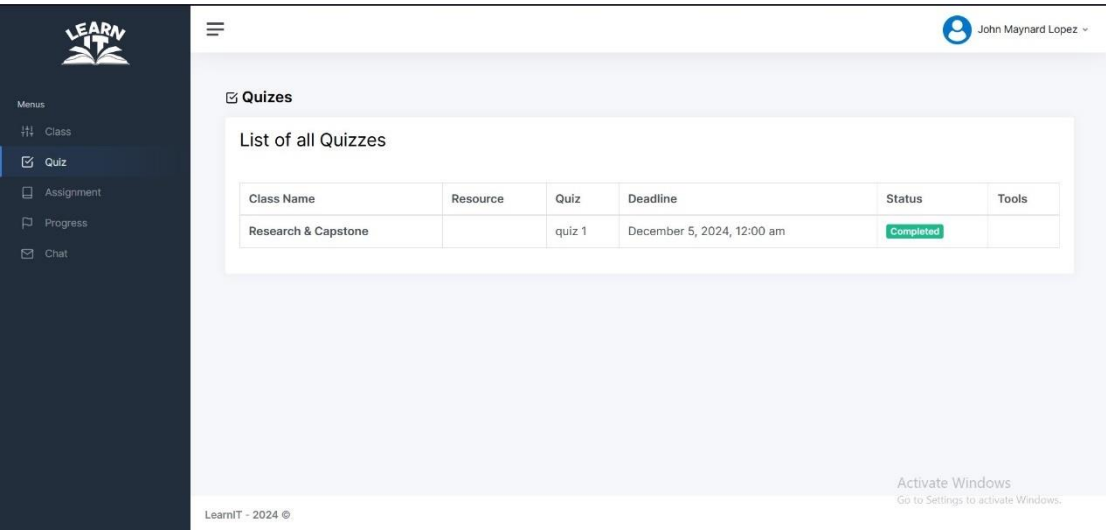 LEARN
IT
John Maynard Lopez
Menus
Class
Quiz
Assignment
Progress
Chat
Quizes
List of all Quizzes
Class Name Resource Quiz Deadline Status Tools
Research & Capstone quiz 1 December 5, 2024, 12:00 am Completed
Activate Windows
Go to Settings to activate Windows.
LearnIT - 2024 ©